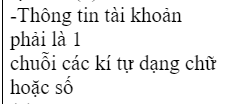 -Thông tin tài khoản
phải là 1
chuỗi các kí tự dạng chữ
hoặc số